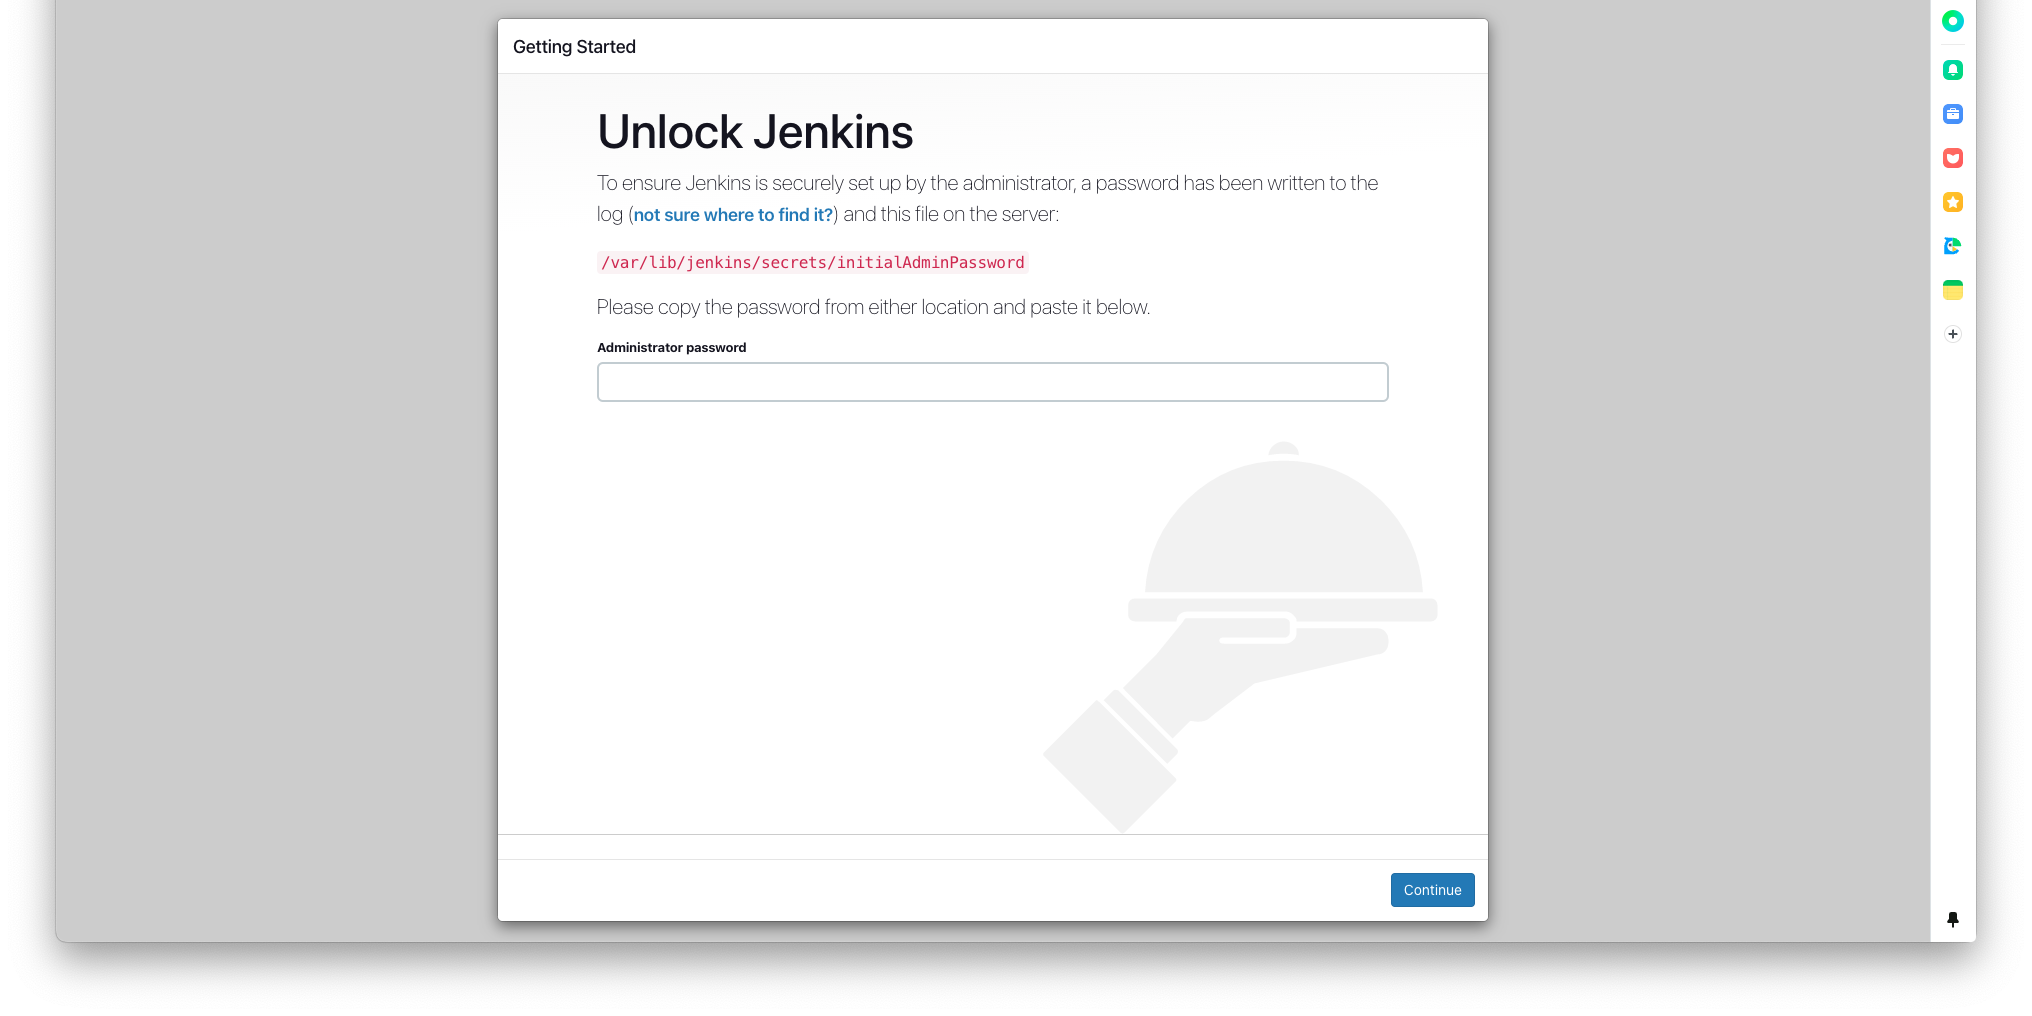 Getting Started
Unlock Jenkins
To ensure Jenkins is securely set up by the administrator, a password has been written to the
log (not sure where to find it?) and this file on the server:
/var/lib/jenkins/secrets/initialAdminPassword
Please copy the password from either location and paste it below.
Administrator password
Continue